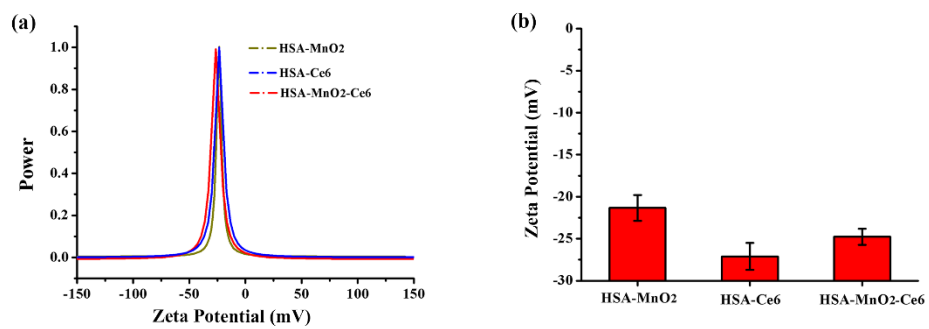 (a)
Power
1.0
0.8
0.6
0.4
0.2
0.0
-150
-100
-50
0
50
100
150
Zeta Potential (mV)
HSA-MnO2
HSA-Ce6
HSA-MnO2-Ce6
(b)
Zeta Potential (mV)
0
-5
-10
-15
-20
-25
-30
HSA-MnO2
HSA-Ce6
HSA-MnO2-Ce6